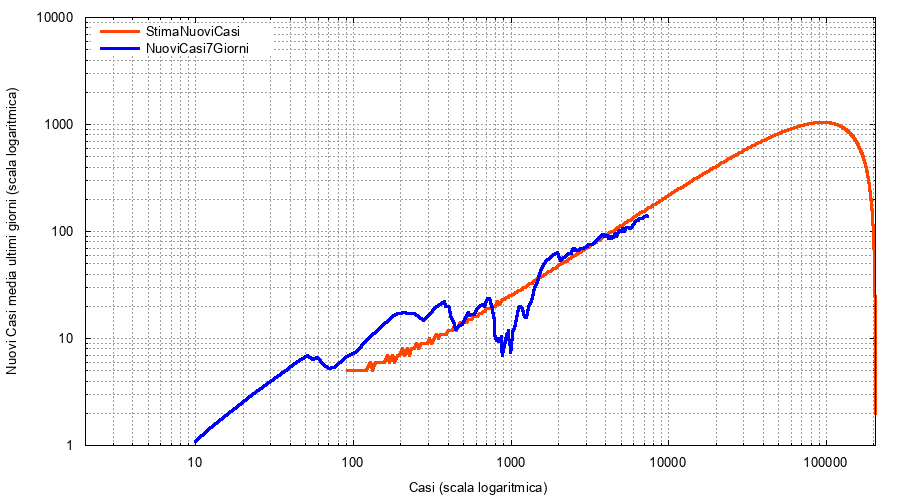 StimaNuoviCasi
NuoviCasi7Giorni
10000
1000
100
10
1
Nuovi Casi media ultimi giorni (scala logaritmica)
10
100
1000
10000
100000
Casi (scala logaritmica)